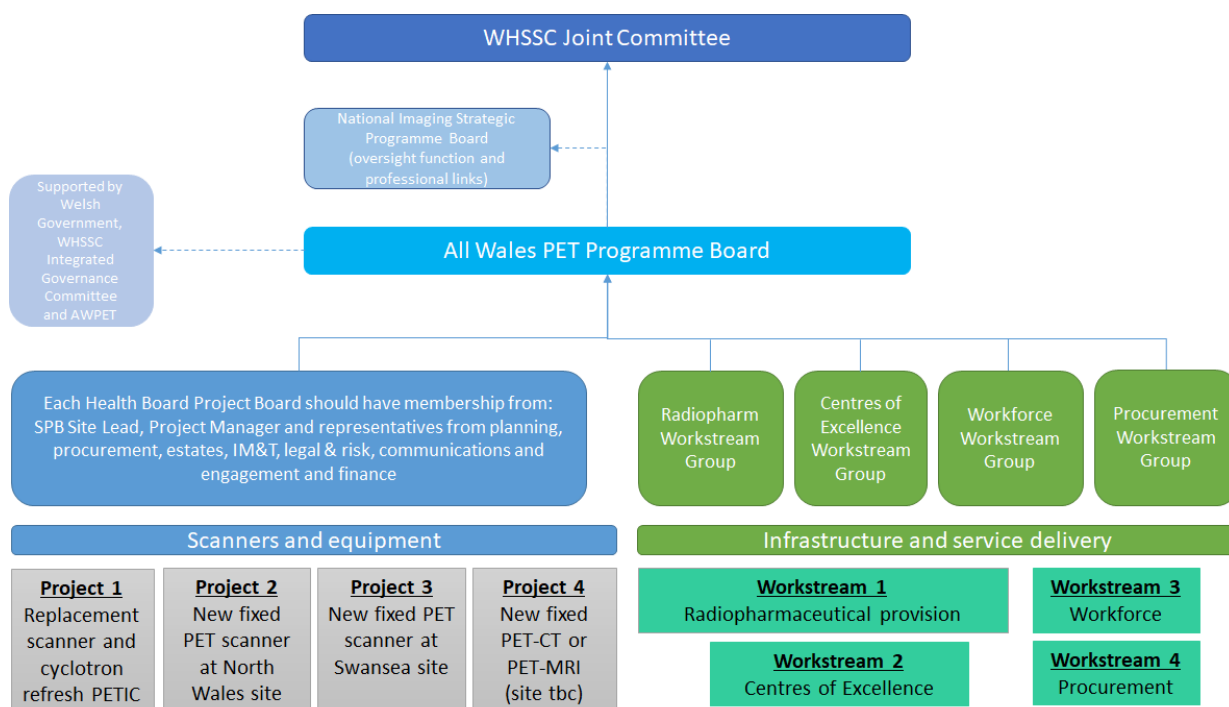 WHSSC Joint Committee
National Imaging Strategic
Programme Board
(oversight function and
professional links)
Supported by
Welsh
Government,
WHSSC
Integrated
Governance
Committee
and AWPET
All Wales PET Programme Board
Each Health Board Project Board should have membership from:
SPB Site Lead, Project Manager and representatives from planning,
procurement, estates, IM&T, legal & risk, communications and
engagement and finance
Radiopharm
Workstream
Group
Centres of
Excellence
Workstream
Group
Workforce
Workstream
Group
Procurement
Workstream
Group
Scanners and equipment
Infrastructure and service delivery
Project 1
Replacement
scanner and
cyclotron
refresh PETIC
Project 2
New fixed
PET scanner
at North
Wales site
Project 3
New fixed PET
scanner at
Swansea site
Project 4
New fixed
PET-CT or
PET-MRI
(site tbc)
Workstream 1
Radiopharmaceutical provision
Workstream 2
Centres of Excellence
Workstream 3
Workforce
Workstream 4
Procurement